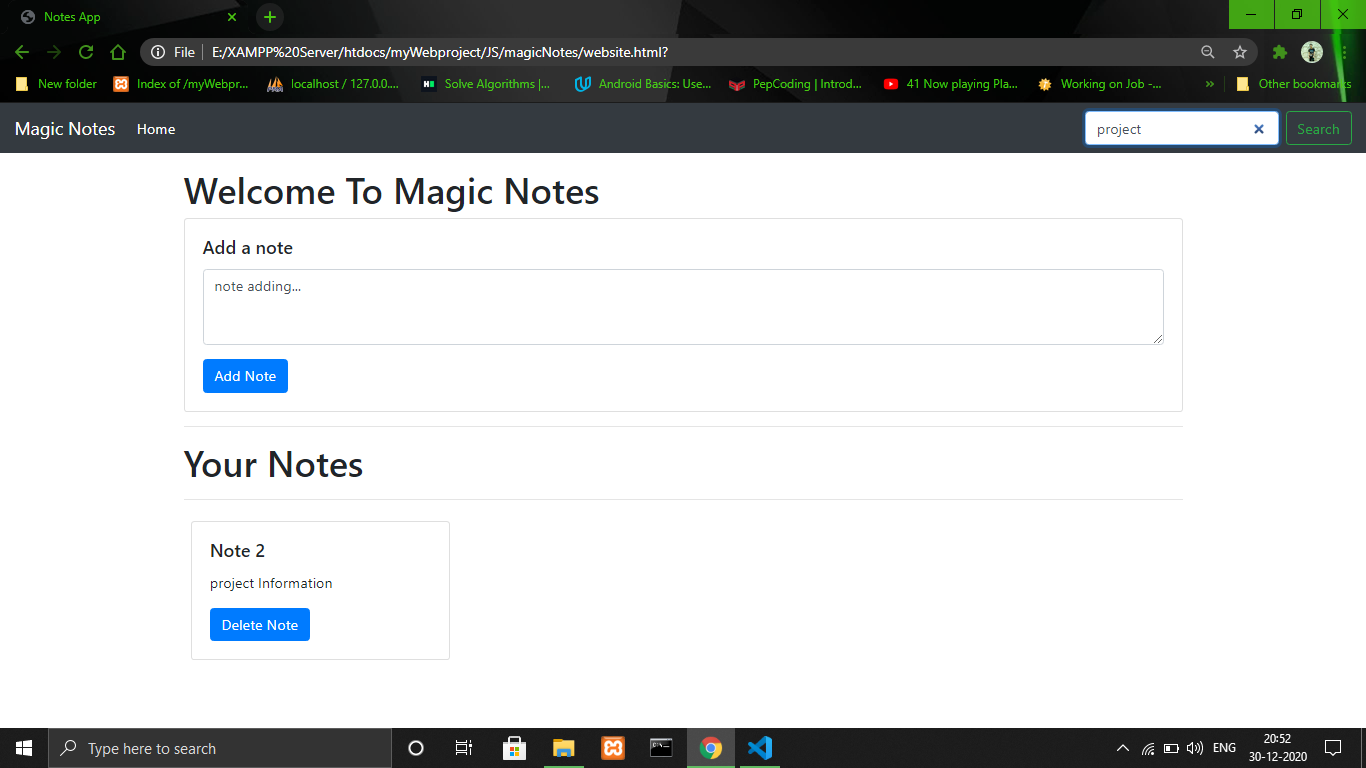 Notes App
File
E:/XAMPP%20Server/htdocs/myWebproject/JS/magicNotes/website.html?
New folder
Index of /myWebpr...
localhost / 127.0.0....
Solve Algorithms |...
Android Basics: Use...
PepCoding | Introd...
41 Now playing Pla...
Working on Job -...
»
Other bookmarks
Magic Notes
Home
project
Search
Welcome To Magic Notes
Add a note
note adding...
Add Note
Your Notes
Note 2
project Information
Delete Note
Type here to search
ENG
20:52
30-12-2020